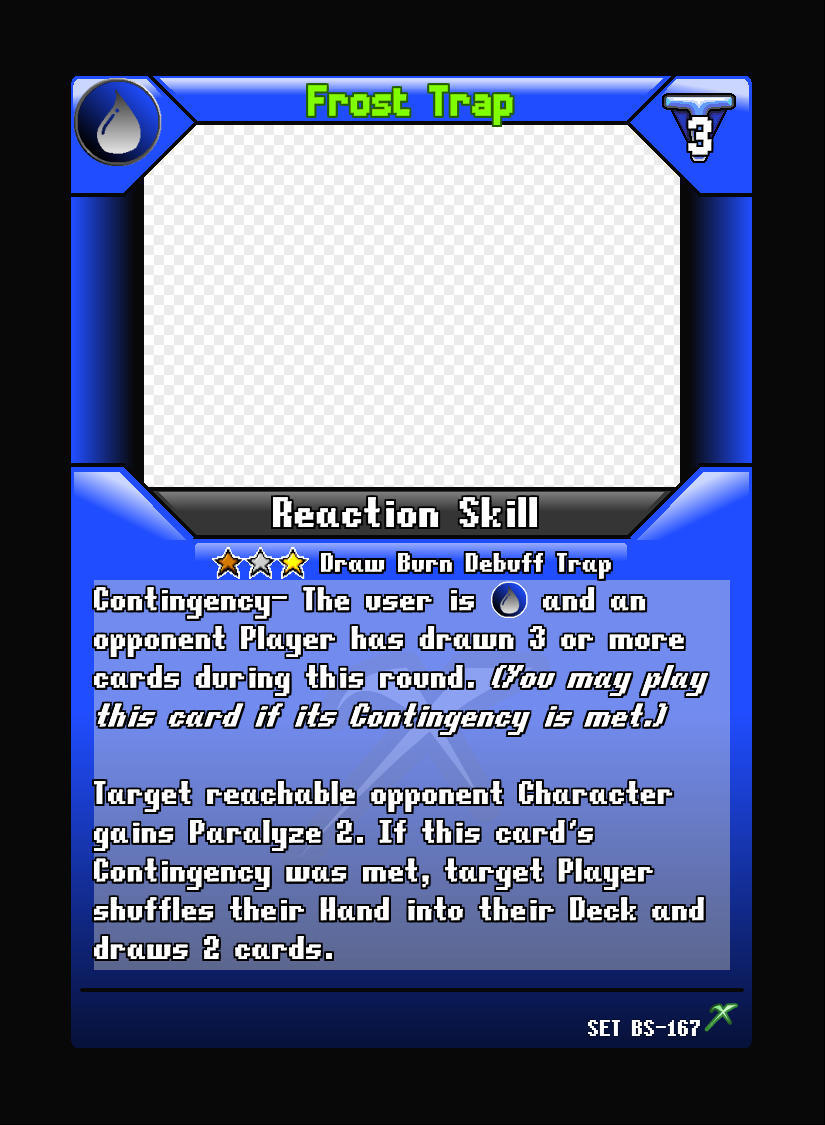 Frost Trap
3
Reaction Skill
Draw Burn Debuff Trap
Contingency- The user is and an
opponent Player has drawn 3 or more
cards during this round. (You may play
this card if its Contingency is met.)
Target reachable opponent Character
gains Paralyze 2. If this card's
Contingency was met, target Player
shuffles their Hand into their Deck and
draws 2 cards.
SET BS-167